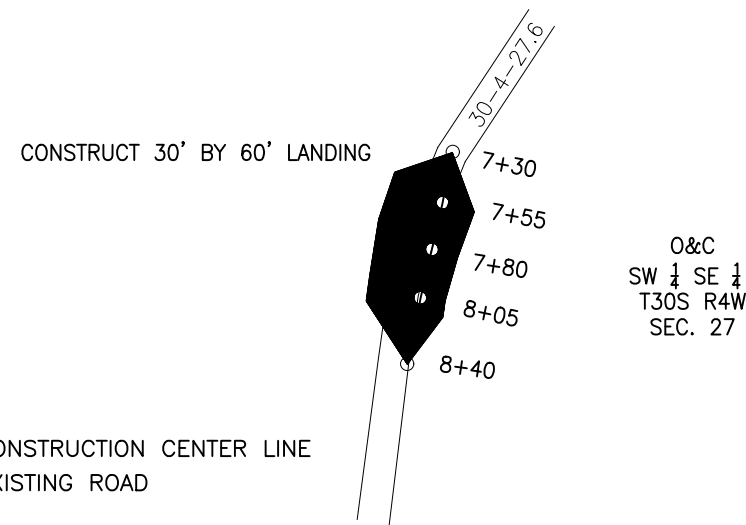 30-4-27.6
CONSTRUCT 30' BY 60' LANDING
7+30
7+55
7+80
8+05
8+40
O&C
SW 1/4 SE 1/4
T30S R4W
SEC. 27
ONSTRUCTION CENTER LINE
XISTING ROAD